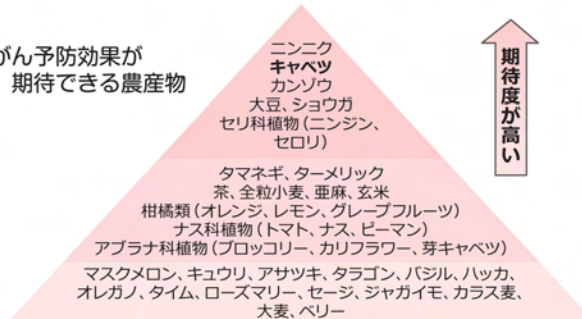 がん予防効果が
期待できる農産物
ニンニク
キャベツ
カンゾウ
大豆、ショウガ
セリ科植物(ニンジン、
セロリ)
タマネギ、ターメリック
茶、全粒小麦、亜麻、玄米
柑橘類(オレンジ、レモン、グレープフルーツ)
ナス科植物(トマト、ナス、ピーマン)
アブラナ科植物(ブロッコリー、カリフラワー、芽キャベツ)
マスクメロン、キュウリ、アサツキ、タラゴン、バジル、ハッカ、
オレガノ、タイム、ローズマリー、セージ、ジャガイモ、カラス麦、
大麦、ベリー
期待度が高い